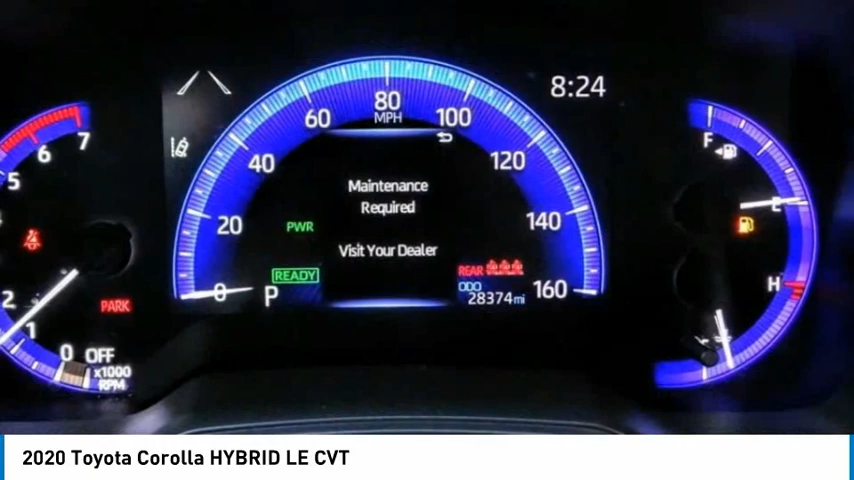 8:24
80
MPH
60
100
40
120
20
140
0
160
Maintenance
Required
Visit Your Dealer
PWR
READY
P
REAR
ODO
28374mi
7
6
5
2
1
0
OFF
x1000
RPM
PARK
F
E
H
2020 Toyota Corolla HYBRID LE CVT